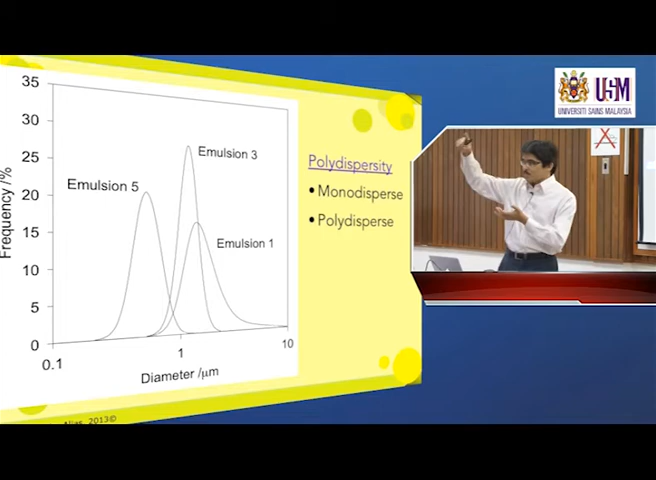 35
30
25
20
15
10
5
0
Frequency /%
Emulsion 5
Emulsion 3
Emulsion 1
0.1
1
10
Diameter /μm
Polydispersity
• Monodisperse
• Polydisperse
Alias, 2013©
USM
UNIVERSITI SAINS MALAYSIA